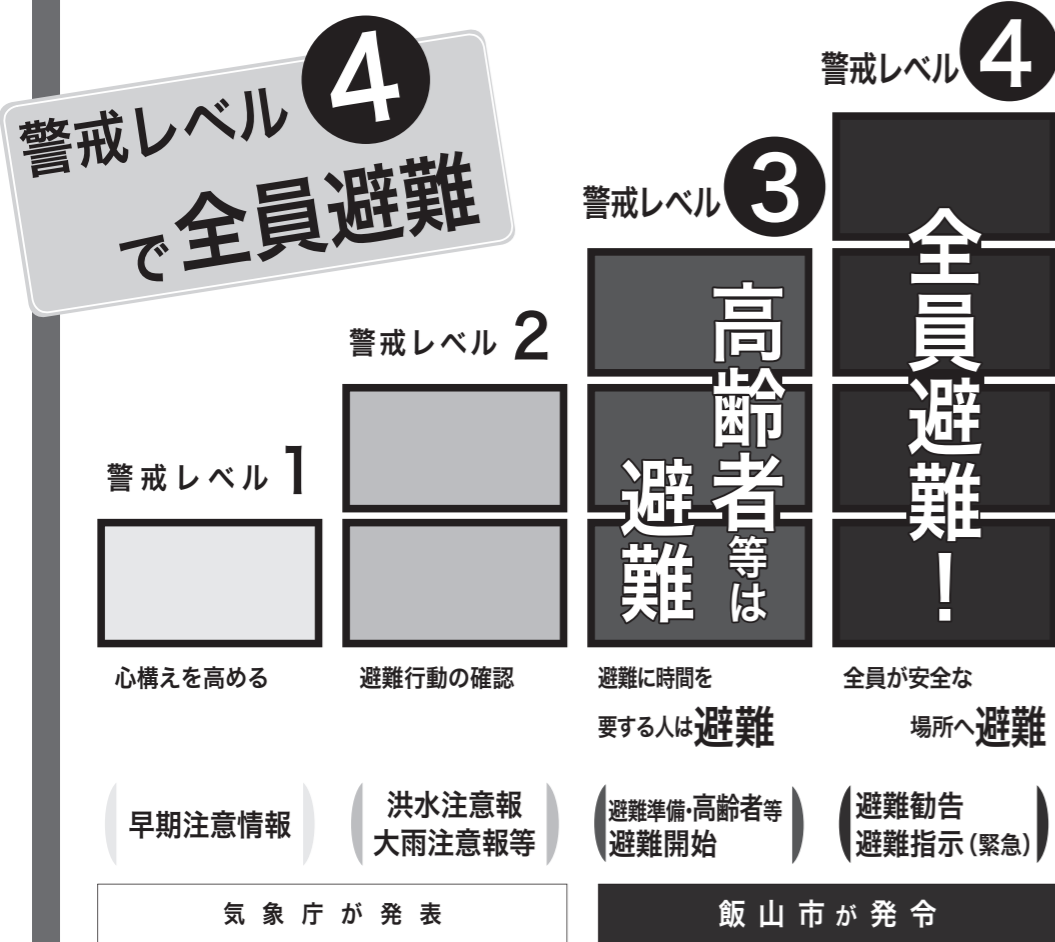 警戒レベル4
で全員避難
警戒レベル1
心構えを高める
早期注意情報
警戒レベル2
避難行動の確認
洪水注意報
大雨注意報等
気象庁が発表
警戒レベル3
高齢者等は
避難
避難に時間を
要する人は避難
避難準備・高齢者等
避難開始
警戒レベル4
全員避難!
全員が安全な
場所へ避難
避難勧告
避難指示(緊急)
飯山市が発令